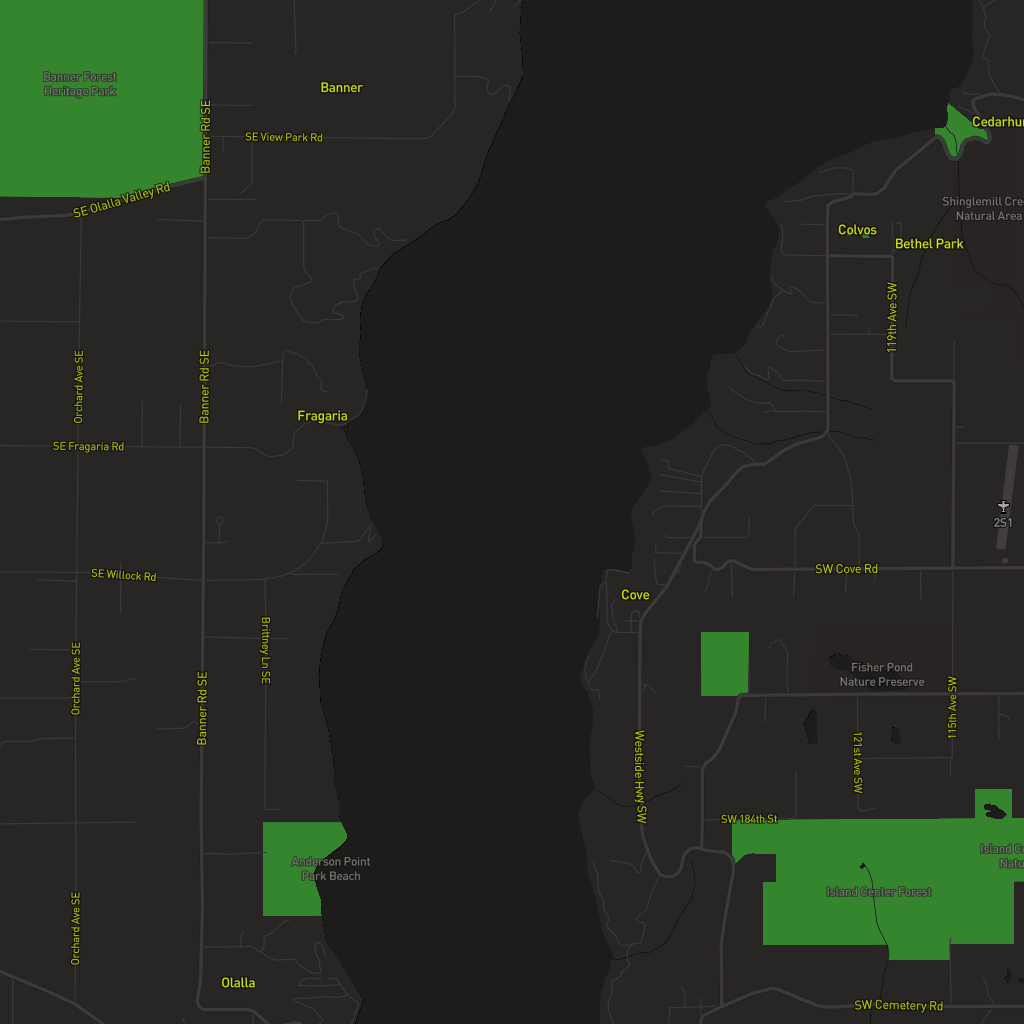 Banner Forest
Heritage Park
Banner
Banner Rd SE
SE View Park Rd
SE Olalla Valley Rd
Cedarhur
Shinglemill Cre
Natural Area
Colvos
Bethel Park
119th Ave SW
Orchard Ave SE
Banner Rd SE
Fragaria
SE Fragaria Rd
2S1
SE Willock Rd
SW Cove Rd
Cove
Brittney Ln SE
Orchard Ave SE
Banner Rd SE
Fisher Pond
Nature Preserve
115th Ave SW
Westside Hwy SW
121st Ave SW
SW 184th St
Anderson Point
Park Beach
Island Ce
Natu
Island Center Forest
Orchard Ave SE
Olalla
SW Cemetery Rd